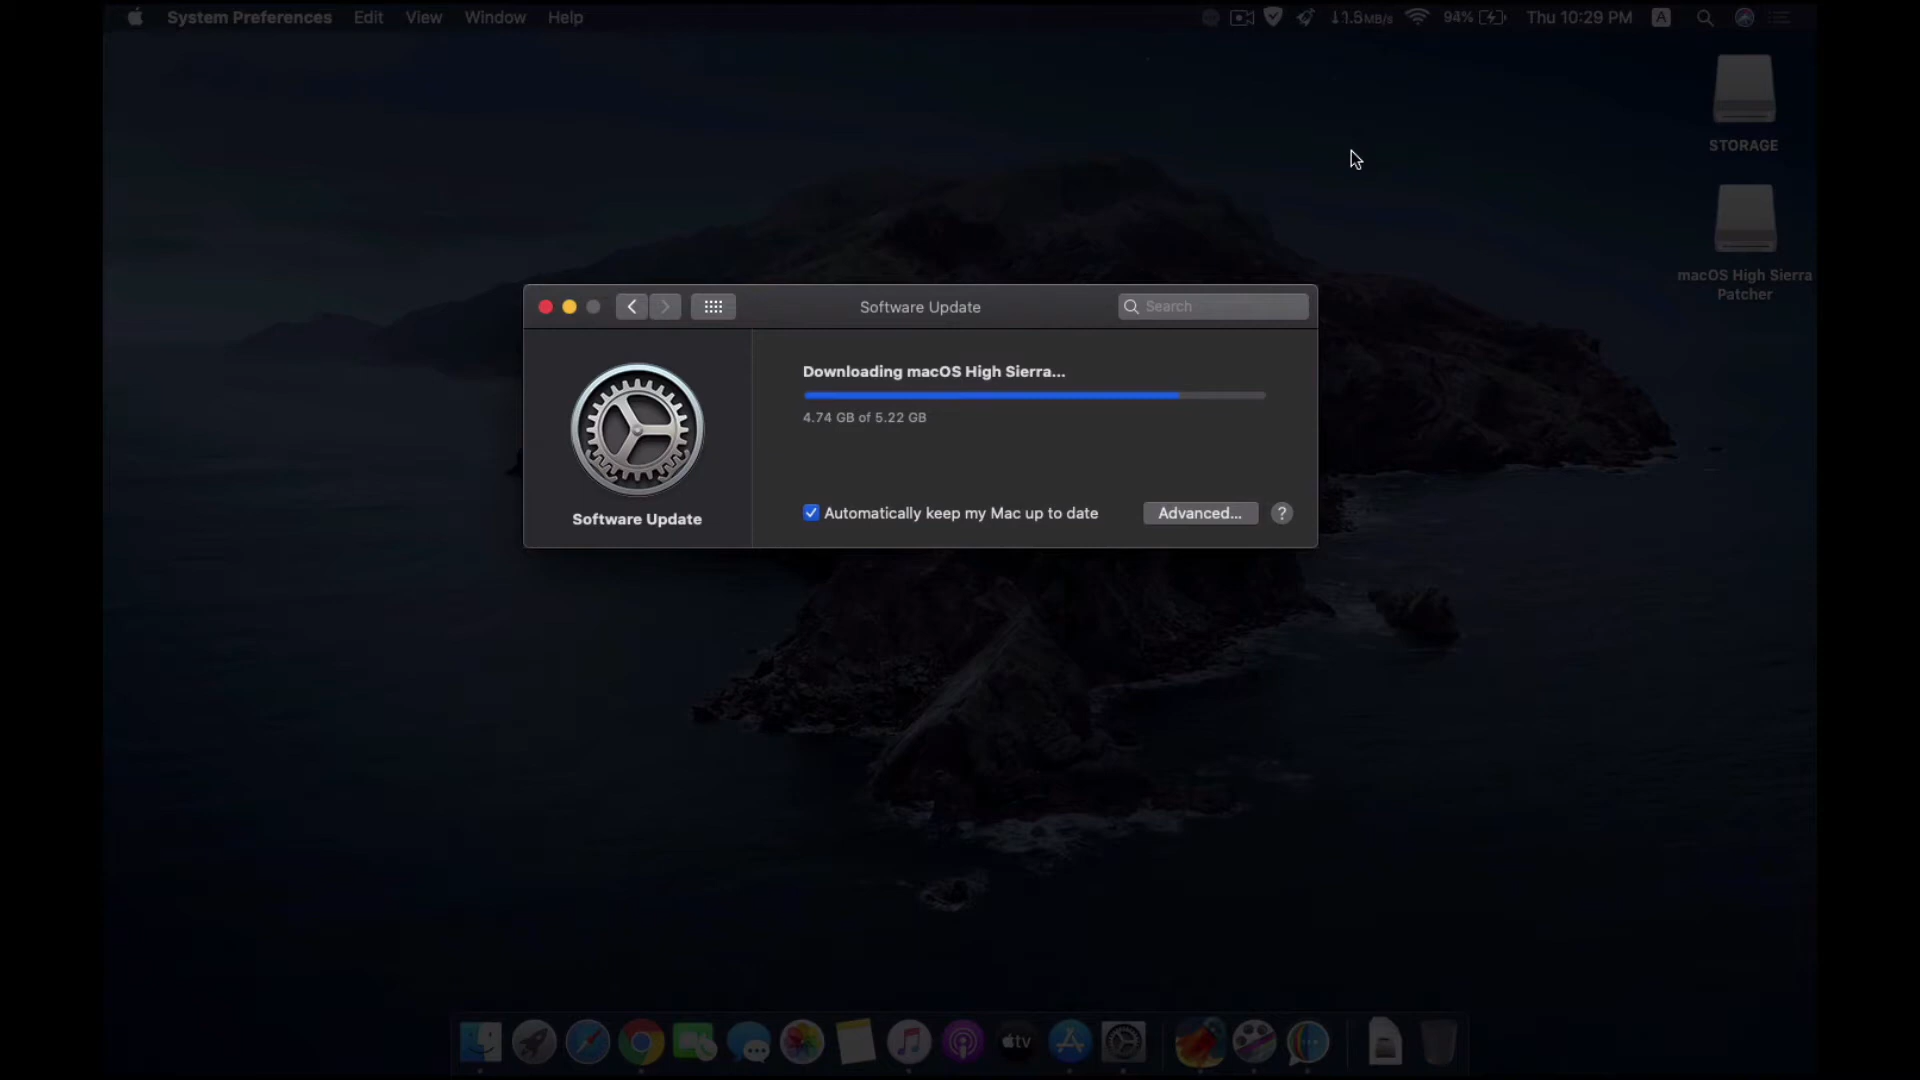 System Preferences Edit View Window Help
94% Thu 10:29 PM A
STORAGE
macOS High Sierra
Patcher
Software Update
Search
Downloading macOS High Sierra...
4.74 GB of 5.22 GB
Automatically keep my Mac up to date
Advanced...
?
Software Update
tv